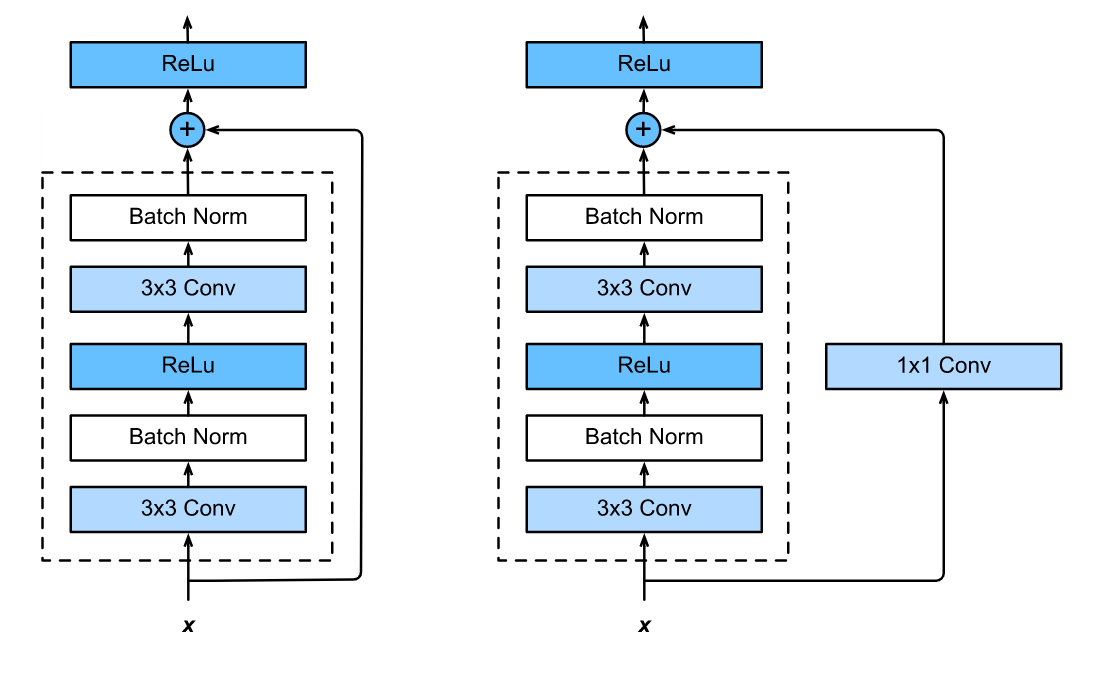 ReLu
+
Batch Norm
3x3 Conv
ReLu
Batch Norm
3x3 Conv
x
ReLu
+
Batch Norm
3x3 Conv
ReLu
Batch Norm
3x3 Conv
1x1 Conv
x